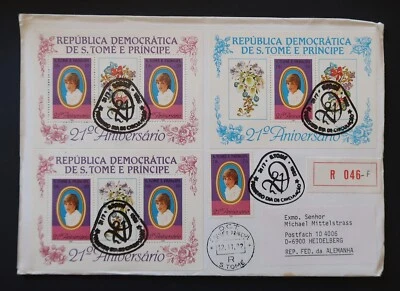 REPÚBLICA DEMOCRÁTICA
DE S. TOMÉ E PRÍNCIPE
21º Aniversário
REPÚBLICA DEMOCRÁTICA
DE S. TOMÉ E PRÍNCIPE
21º Aniversário
REPÚBLICA DEMOCRÁTICA
DE S. TOMÉ E PRÍNCIPE
21º Aniversário
R 046-F
Exmo. Senhor
Michael Mittelstrass
Postfach 10 4006
D-6900 HEIDELBERG
REP. FED. da ALEMANHA
R
S. TOMÉ